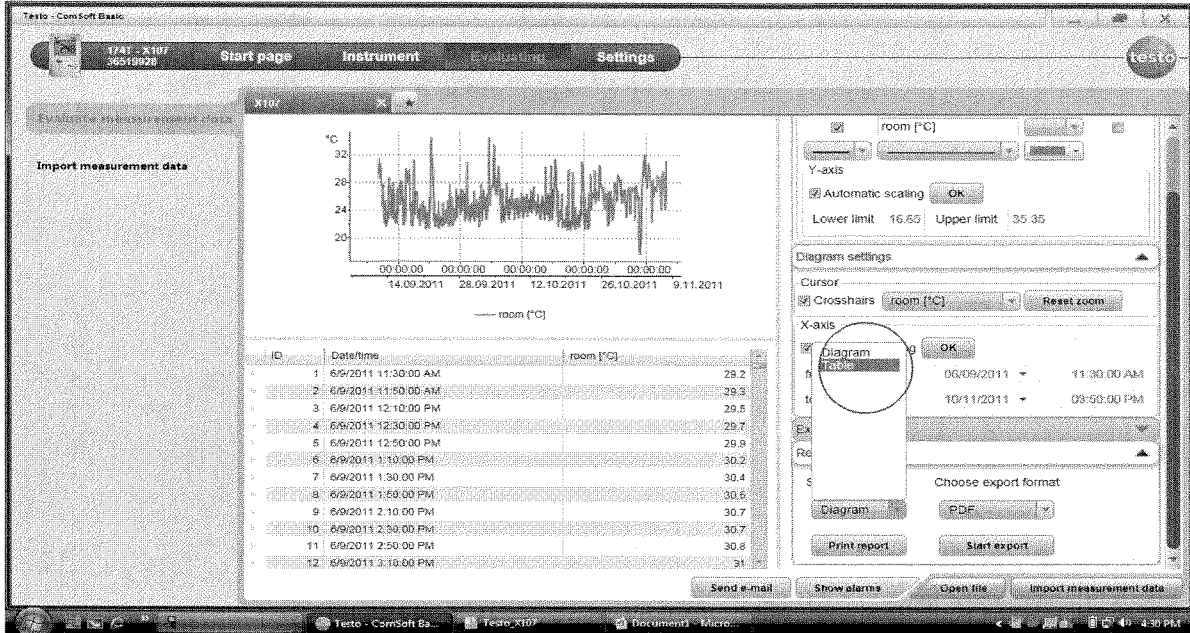 Testo - ComSoft Basic
1741 - X107
36519928
Start page Instrument Evaluating Settings
testo
Evaluate measurement data
Import measurement data
X107
°C
32
28
24
20
00:00:00 00:00:00 00:00:00 00:00:00 00:00:00
14.09.2011 28.09.2011 12.10.2011 26.10.2011 9.11.2011
room [°C]
ID Date/time room [°C]
1 6/9/2011 11:30:00 AM 29.2
2 6/9/2011 11:50:00 AM 29.3
3 6/9/2011 12:10:00 PM 29.5
4 6/9/2011 12:30:00 PM 29.7
5 6/9/2011 12:50:00 PM 29.9
6 6/9/2011 1:10:00 PM 30.2
7 6/9/2011 1:30:00 PM 30.4
8 6/9/2011 1:50:00 PM 30.6
9 6/9/2011 2:10:00 PM 30.7
10 6/9/2011 2:30:00 PM 30.7
11 6/9/2011 2:50:00 PM 30.8
12 6/9/2011 3:10:00 PM 31
room [°C]
Y-axis
Automatic scaling OK
Lower limit 16.65 Upper limit 35.35
Diagram settings
Cursor
Crosshairs room [°C] Reset zoom
X-axis
Diagram g OK
Table
06/09/2011 11:30:00 AM
10/11/2011 03:50:00 PM
Ex
Re
S Choose export format
Diagram PDF
Print report Start export
Send e-mail Show alarms Open file Import measurement data
Testo - ComSoft Ba... Testo_X107 Document1 - Micro... 4:30 PM